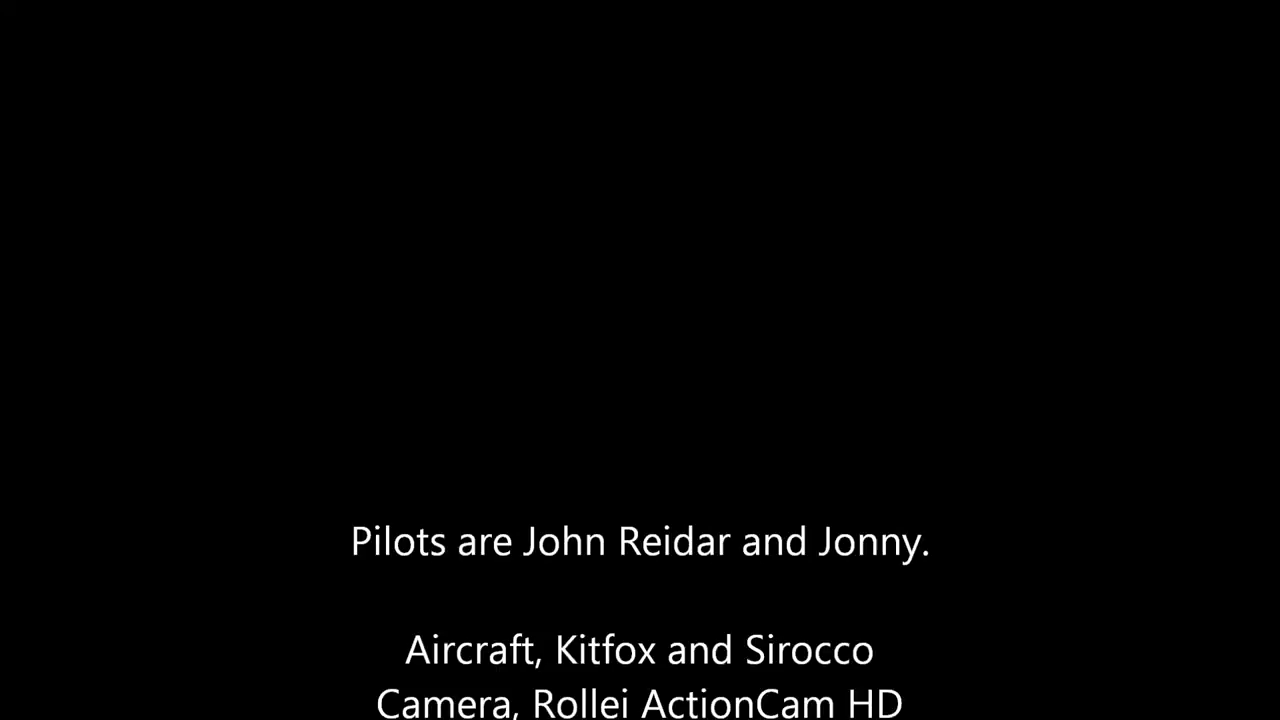 Pilots are John Reidar and Jonny.
Aircraft, Kitfox and Sirocco
Camera, Rollei ActionCam HD